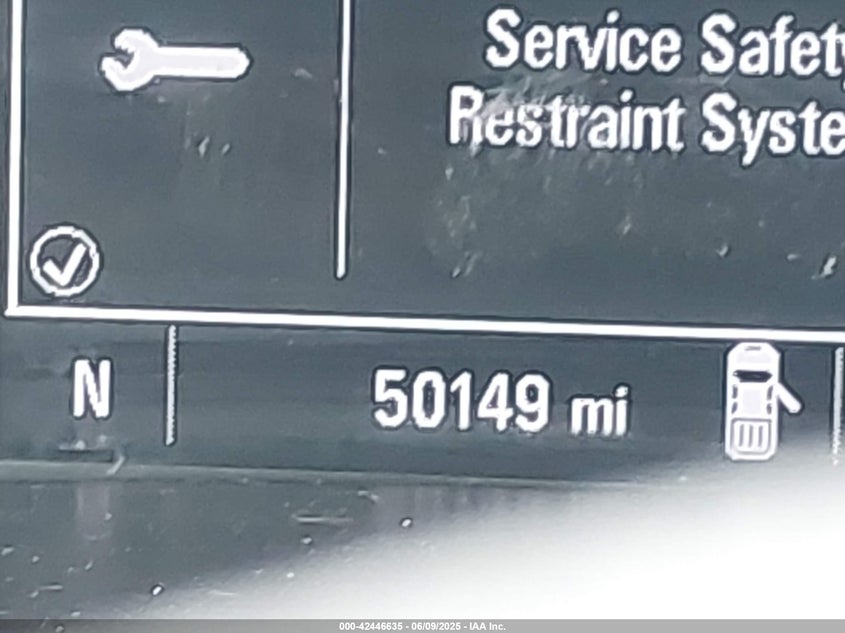 Service Safety
Restraint Syste
N
50149 mi
000-42446635 - 06/09/2025 - IAA Inc.